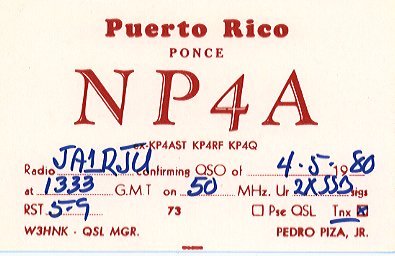 Puerto Rico
PONCE
NP4A
ex-KP4AST KP4RF KP4Q
Radio JA1RJU Confirming QSO of 4-5-1980
at 1333 G.M.T on 50 MHz. Ur 2XSSB sigs
RST 5-9 73 ☐ Pse QSL Tnx ☒
W3HNK - QSL MGR. PEDRO PIZA, JR.